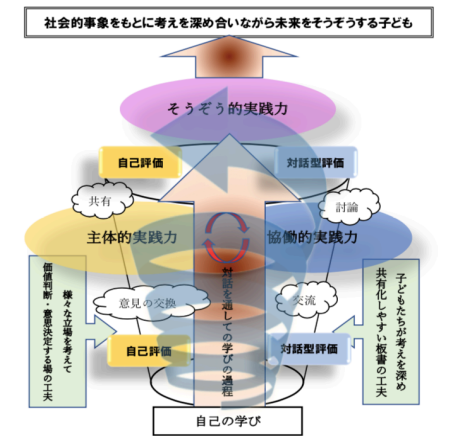 社会的事象をもとに考えを深め合いながら未来をそうぞうする子ども
そうぞう的実践力
自己評価
対話型評価
共有
討論
主体的実践力
協働的実践力
対話を通しての学びの過程
意見の交換
交流
様々な立場を考えて
価値判断・意思決定する場の工夫
子どもたちが考えを深め
共有化しやすい板書の工夫
自己評価
対話型評価
自己の学び